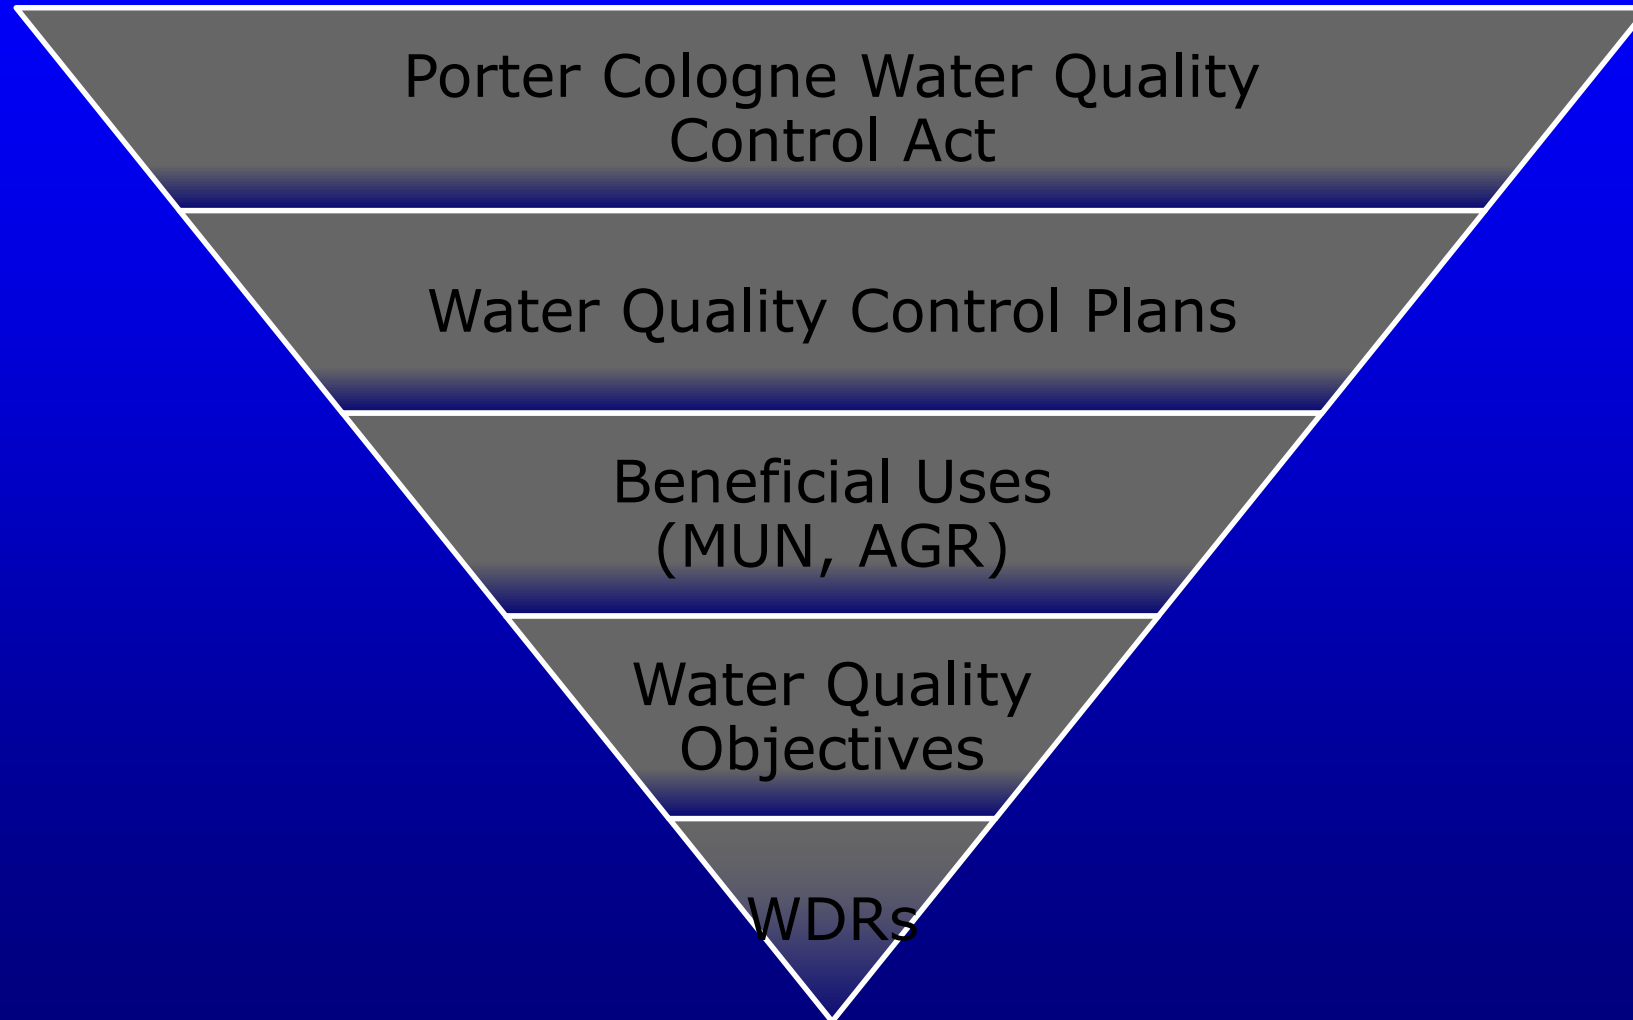 Porter Cologne Water Quality
Control Act
Water Quality Control Plans
Beneficial Uses
(MUN, AGR)
Water Quality
Objectives
WDRs